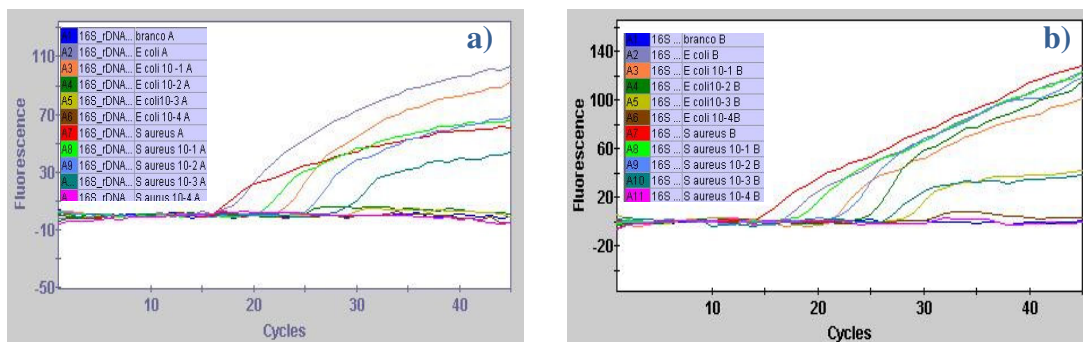 a)
A1 16S_rDNA... branco A
A2 16S_rDNA... E coli A
A3 16S_rDNA... E coli 10-1 A
A4 16S_rDNA... E coli 10-2 A
A5 16S_rDNA... E coli10-3 A
A6 16S_rDNA... E coli 10-4 A
A7 16S_rDNA... S aureus A
A8 16S_rDNA... S aureus 10-1 A
A9 16S_rDNA... S aureus 10-2 A
A... 16S_rDNA... S aureus 10-3 A
A... 16S_rDNA... S aurus 10-4 A
Fluorescence
110
70
30
-10
-50
10 20 30 40
Cycles
b)
A1 16S ... branco B
A2 16S ... E coli B
A3 16S ... E coli 10-1 B
A4 16S ... E coli10-2 B
A5 16S ... E coli10-3 B
A6 16S ... E coli 10-4B
A7 16S ... S aureus B
A8 16S ... S aureus 10-1 B
A9 16S ... S aureus 10-2 B
A10 16S ... S aureus 10-3 B
A11 16S ... S aureus 10-4 B
Fluorescence
140
100
60
20
-20
10 20 30 40
Cycles